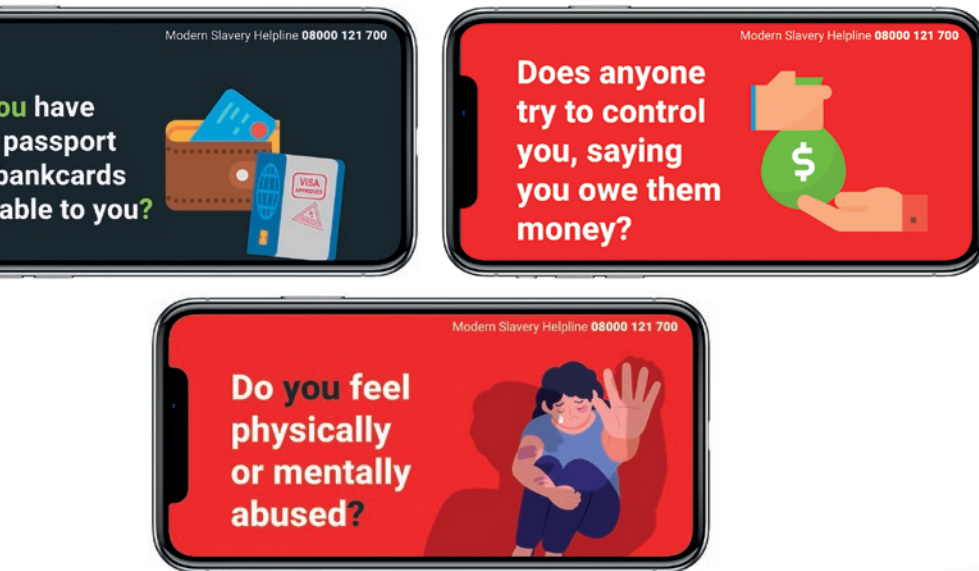 Modern Slavery Helpline 08000 121 700
ou have
passport
bankcards
able to you?
VISA
APPROVED
Modern Slavery Helpline 08000 121 700
Does anyone
try to control
you, saying
you owe them
money?
$
Modern Slavery Helpline 08000 121 700
Do you feel
physically
or mentally
abused?